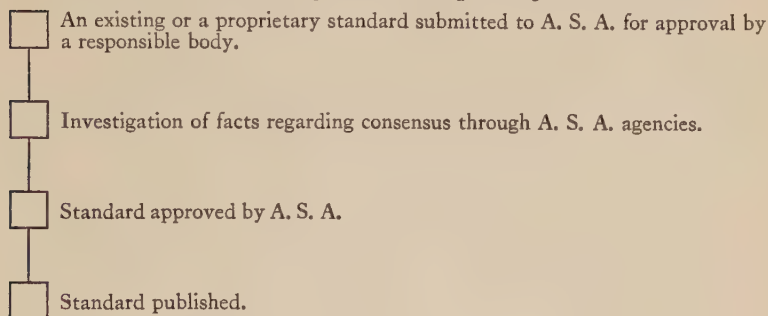 An existing or a proprietary standard submitted to A. S. A. for approval by
a responsible body.
Investigation of facts regarding consensus through A. S. A. agencies.
Standard approved by A. S. A.
Standard published.